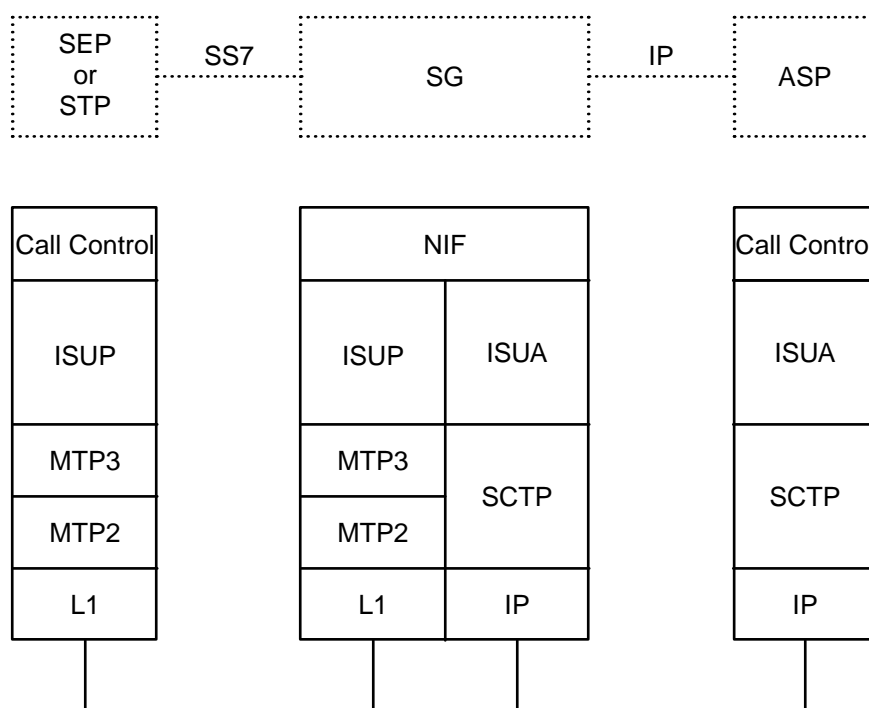 SEP
or
STP
SS7
SG
IP
ASP
Call Control
NIF
Call Contro
ISUP
ISUP
ISUA
ISUA
MTP3
MTP3
SCTP
SCTP
MTP2
MTP2
L1
L1
IP
IP